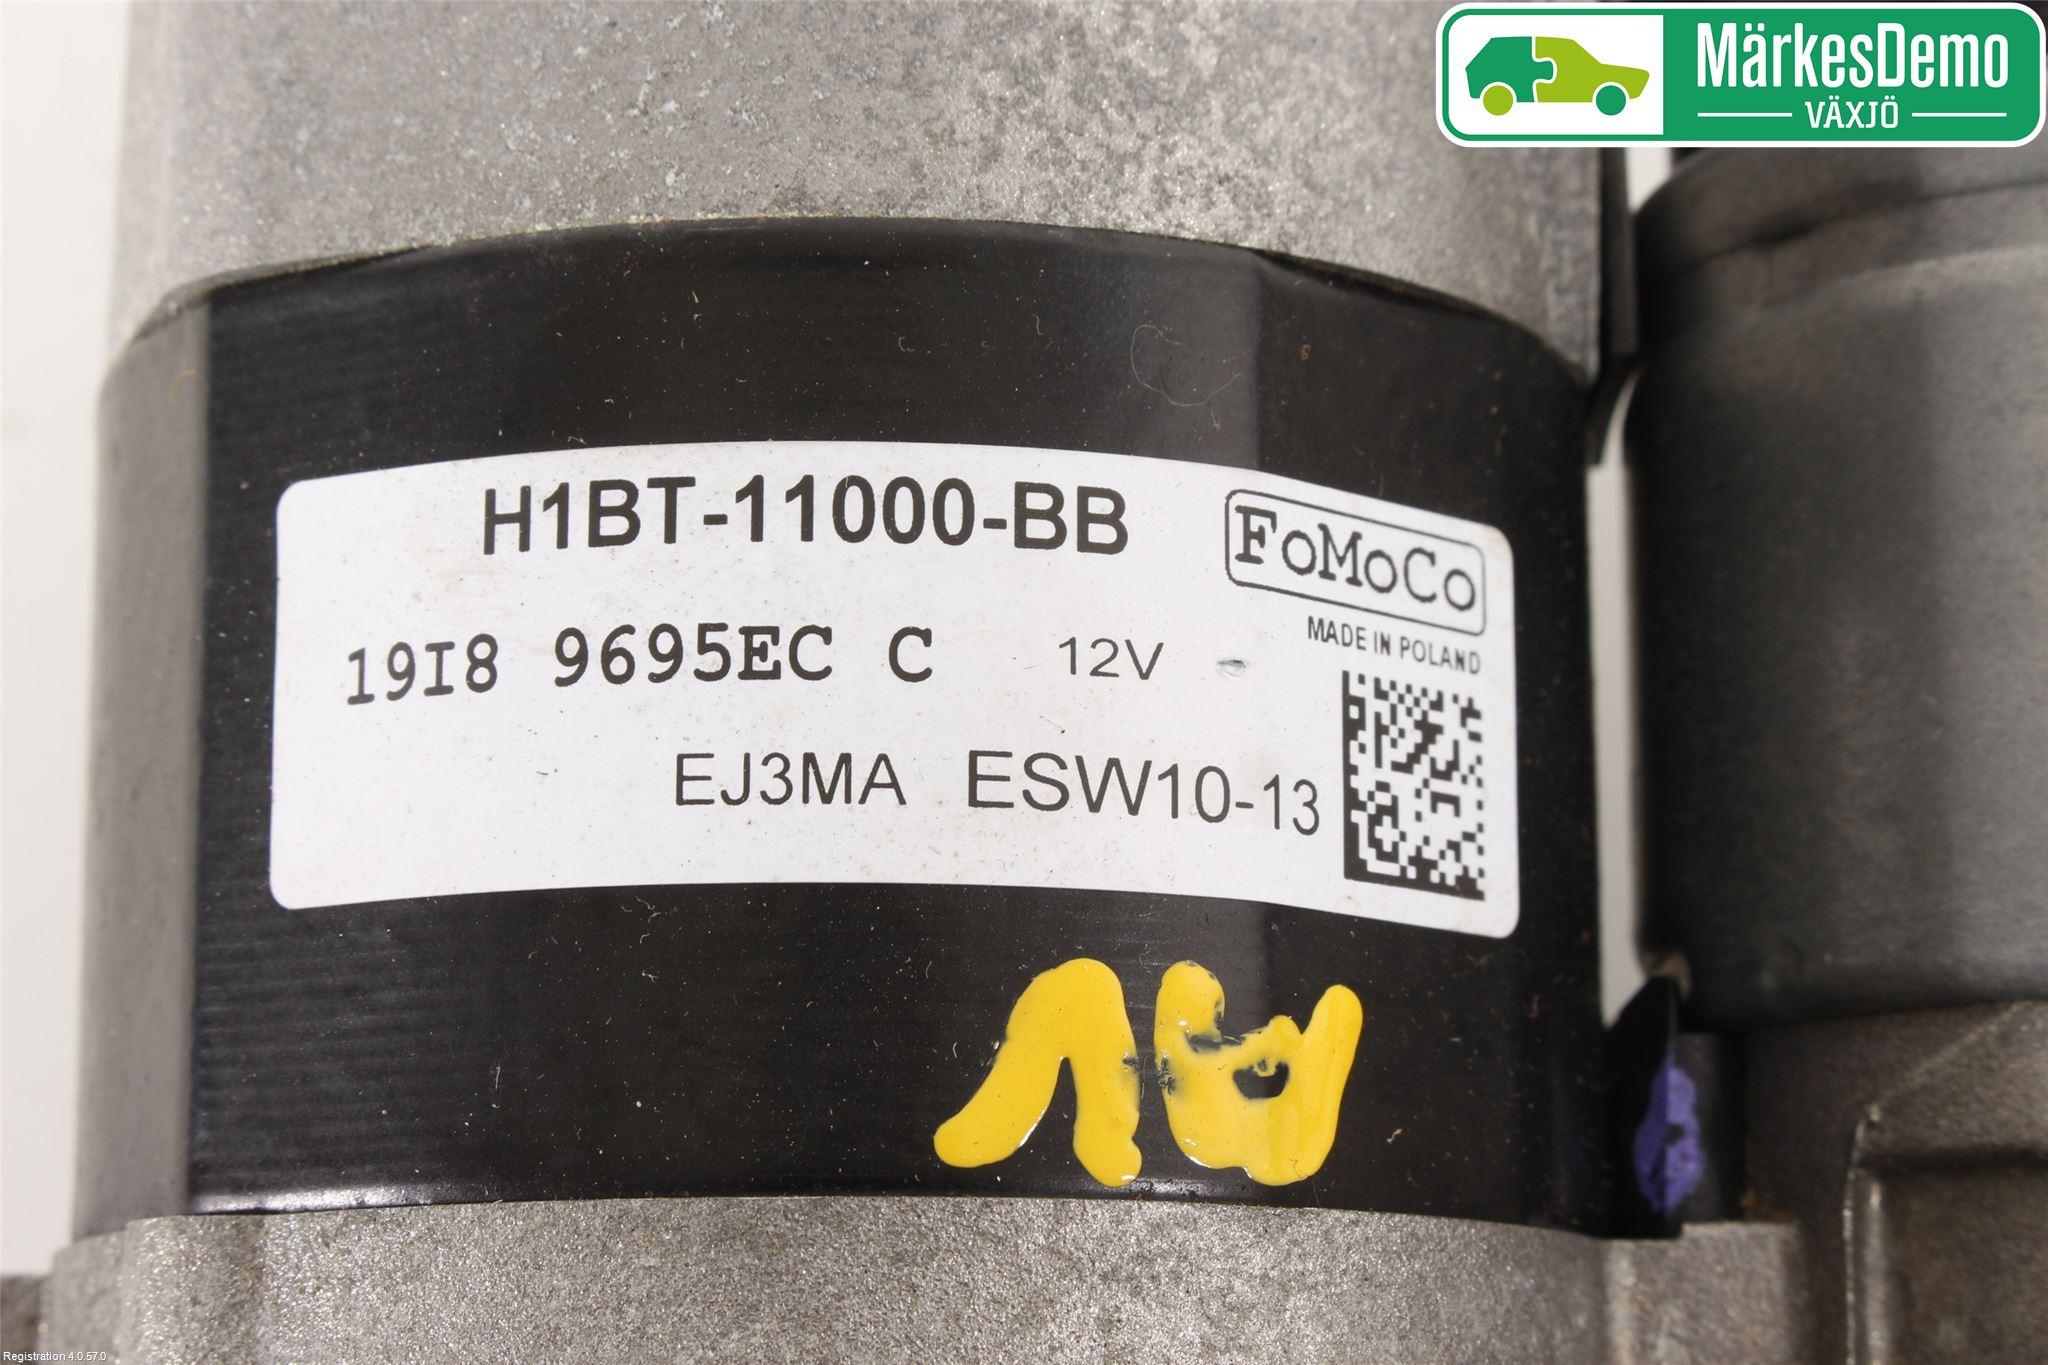 MärkesDemo
VÄXJÖ
H1BT-11000-BB
FoMoCo
MADE IN POLAND
19I8 9695EC C 12V
EJ3MA ESW10-13
Registration 4.0.57.0